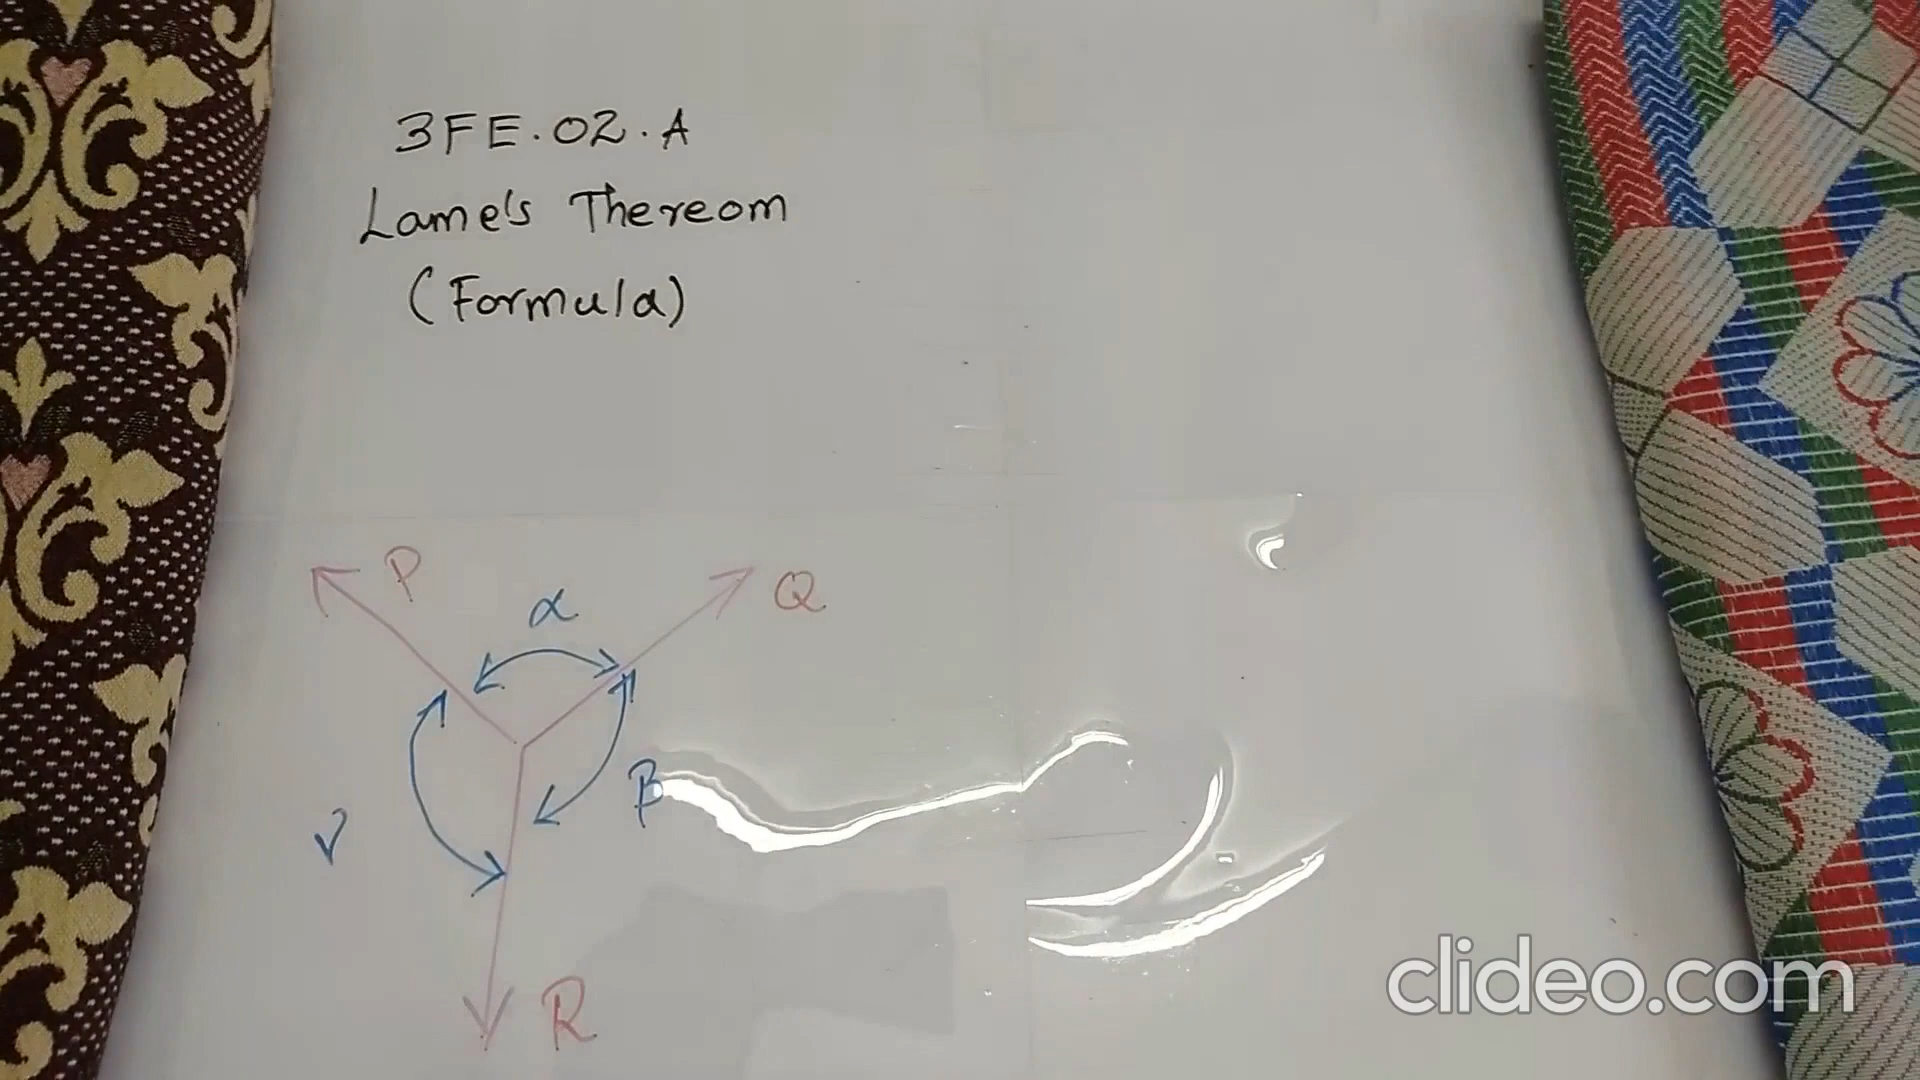 3FE.02.A
Lame's Thereom
(Formula)
P
Q
α
β
γ
R
clideo.com